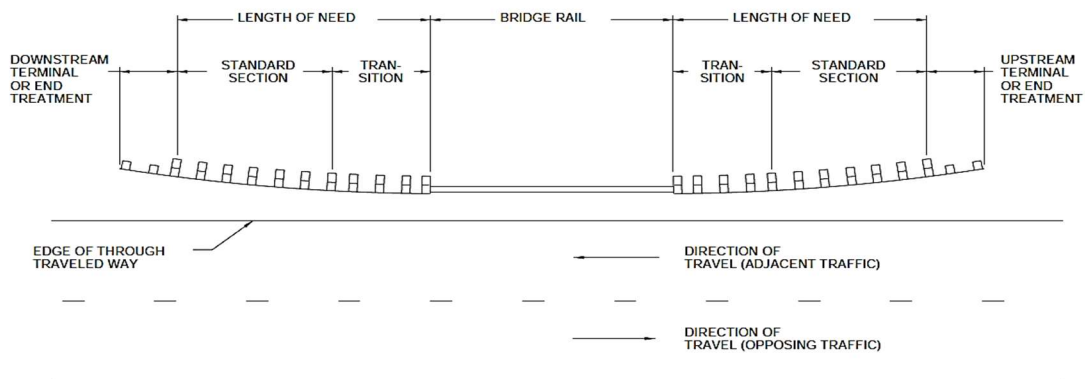 LENGTH OF NEED
BRIDGE RAIL
LENGTH OF NEED
DOWNSTREAM
TERMINAL
OR END
TREATMENT
STANDARD
SECTION
TRAN-
SITION
TRAN-
SITION
STANDARD
SECTION
UPSTREAM
TERMINAL
OR END
TREATMENT
EDGE OF THROUGH
TRAVELED WAY
DIRECTION OF
TRAVEL (ADJACENT TRAFFIC)
DIRECTION OF
TRAVEL (OPPOSING TRAFFIC)